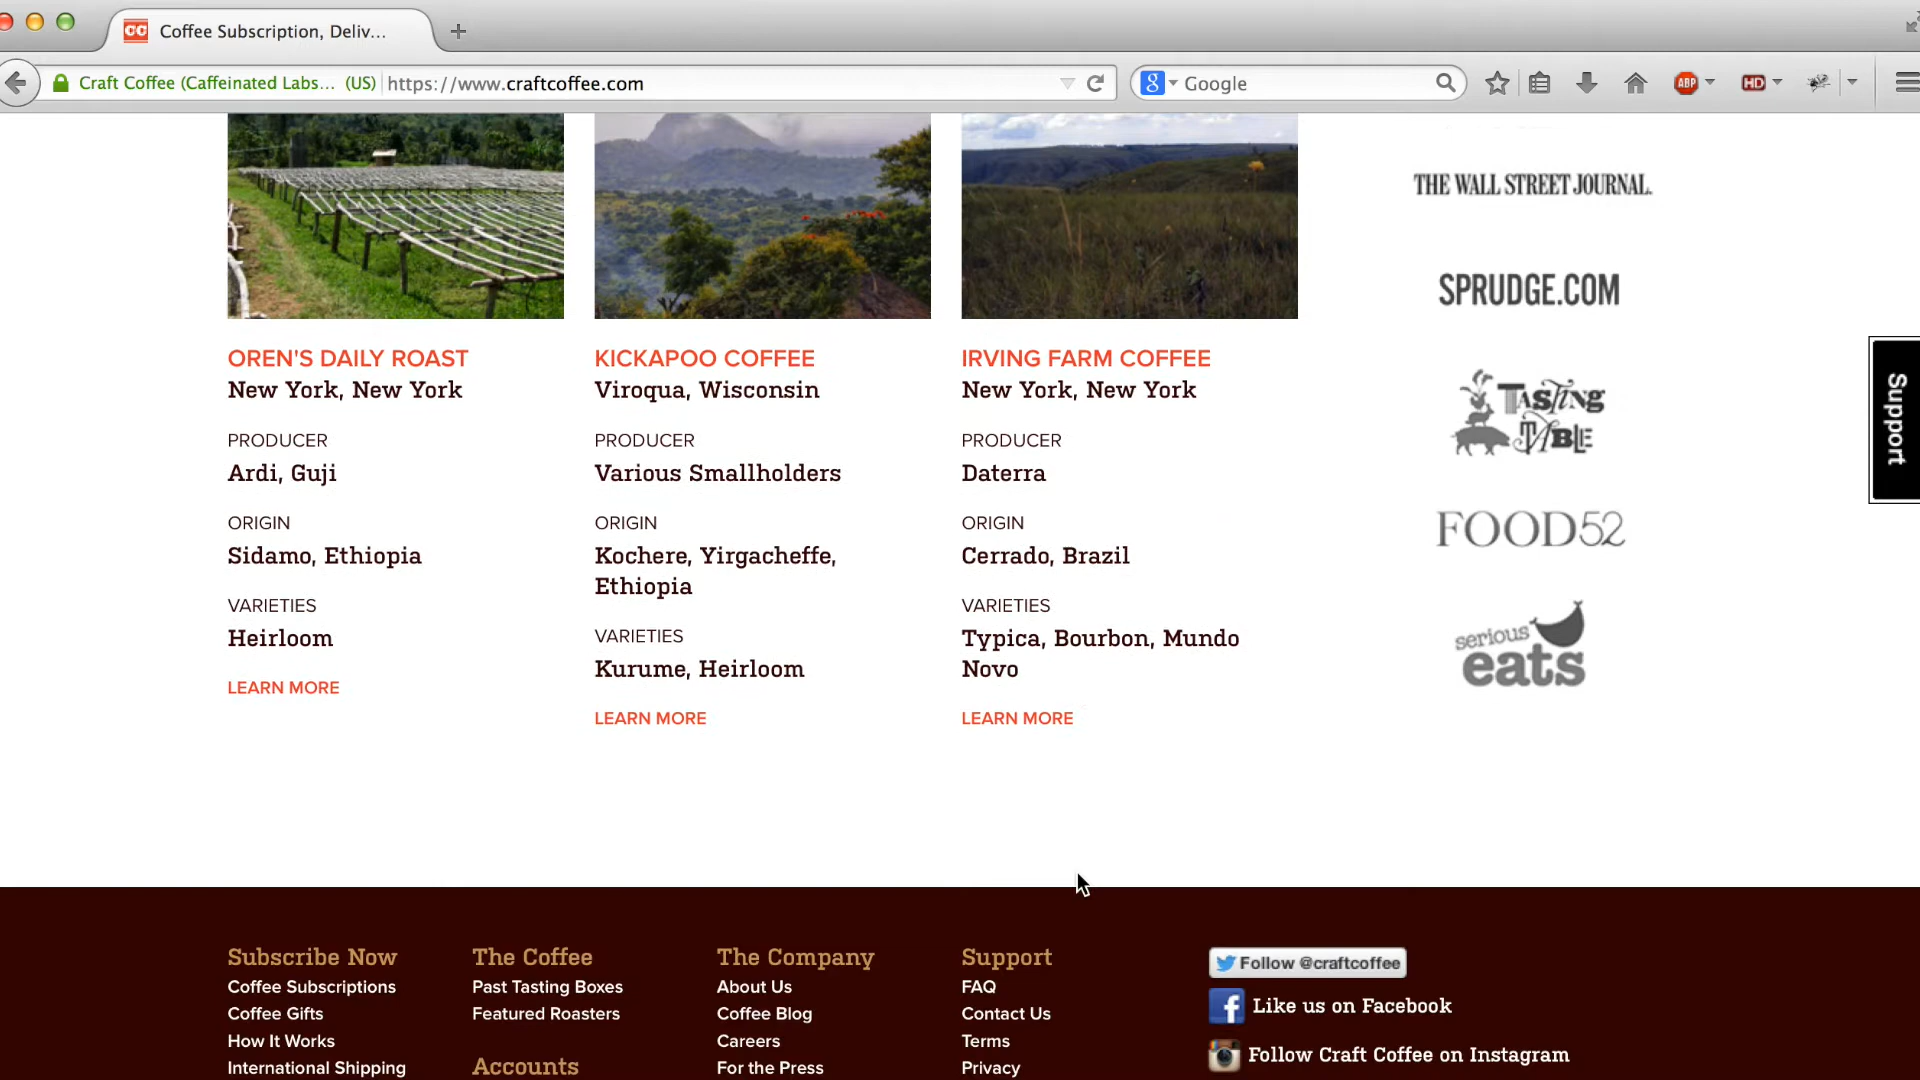 Coffee Subscription, Deliv...
Craft Coffee (Caffeinated Labs... (US)
https://www.craftcoffee.com
Google
ABP
HD
THE WALL STREET JOURNAL.
SPRUDGE.COM
TASTING
TABLE
FOOD52
serious
eats
Support
OREN'S DAILY ROAST
New York, New York
PRODUCER
Ardi, Guji
ORIGIN
Sidamo, Ethiopia
VARIETIES
Heirloom
LEARN MORE
KICKAPOO COFFEE
Viroqua, Wisconsin
PRODUCER
Various Smallholders
ORIGIN
Kochere, Yirgacheffe,
Ethiopia
VARIETIES
Kurume, Heirloom
LEARN MORE
IRVING FARM COFFEE
New York, New York
PRODUCER
Daterra
ORIGIN
Cerrado, Brazil
VARIETIES
Typica, Bourbon, Mundo
Novo
LEARN MORE
Subscribe Now
Coffee Subscriptions
Coffee Gifts
How It Works
International Shipping
The Coffee
Past Tasting Boxes
Featured Roasters
Accounts
The Company
About Us
Coffee Blog
Careers
For the Press
Support
FAQ
Contact Us
Terms
Privacy
Follow @craftcoffee
Like us on Facebook
Follow Craft Coffee on Instagram